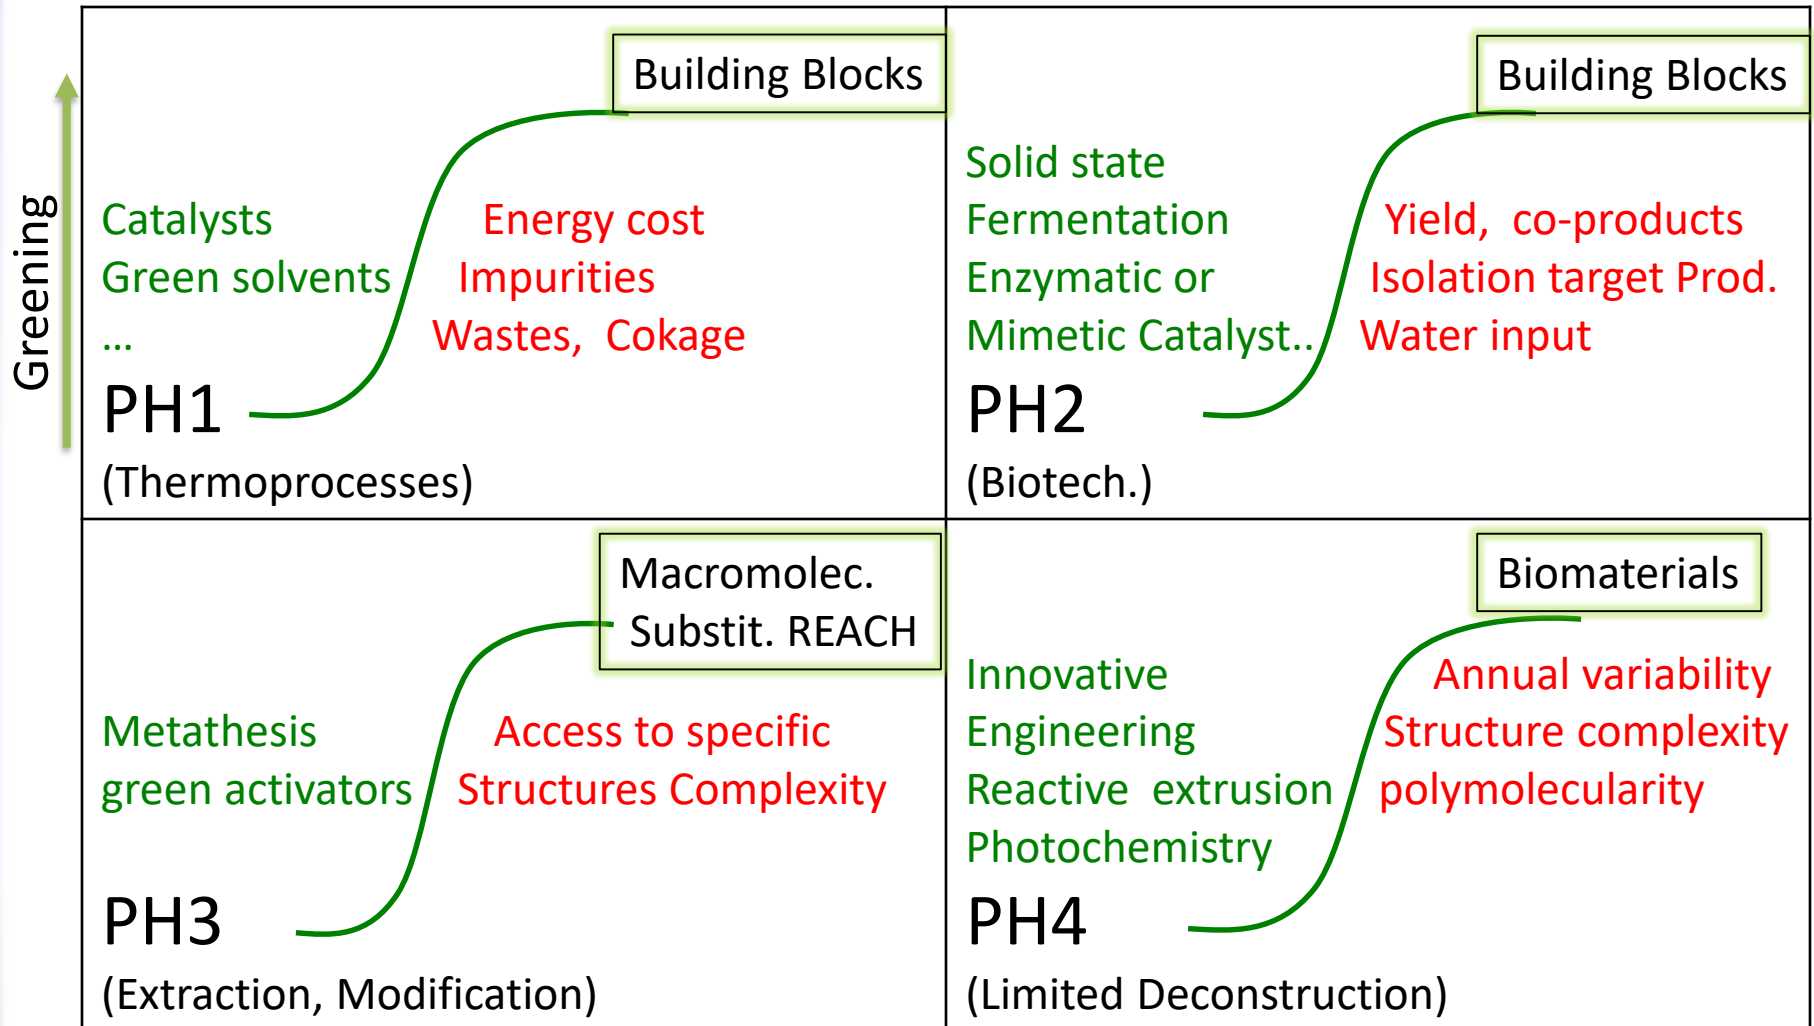 Greening
Building Blocks
Catalysts
Green solvents
...
Energy cost
Impurities
Wastes, Cokage
PH1
(Thermoprocesses)
Building Blocks
Solid state
Fermentation
Enzymatic or
Mimetic Catalyst..
Yield, co-products
Isolation target Prod.
Water input
PH2
(Biotech.)
Macromolec.
Substit. REACH
Metathesis
green activators
Access to specific
Structures Complexity
PH3
(Extraction, Modification)
Biomaterials
Innovative
Engineering
Reactive extrusion
Photochemistry
Annual variability
Structure complexity
polymolecularity
PH4
(Limited Deconstruction)